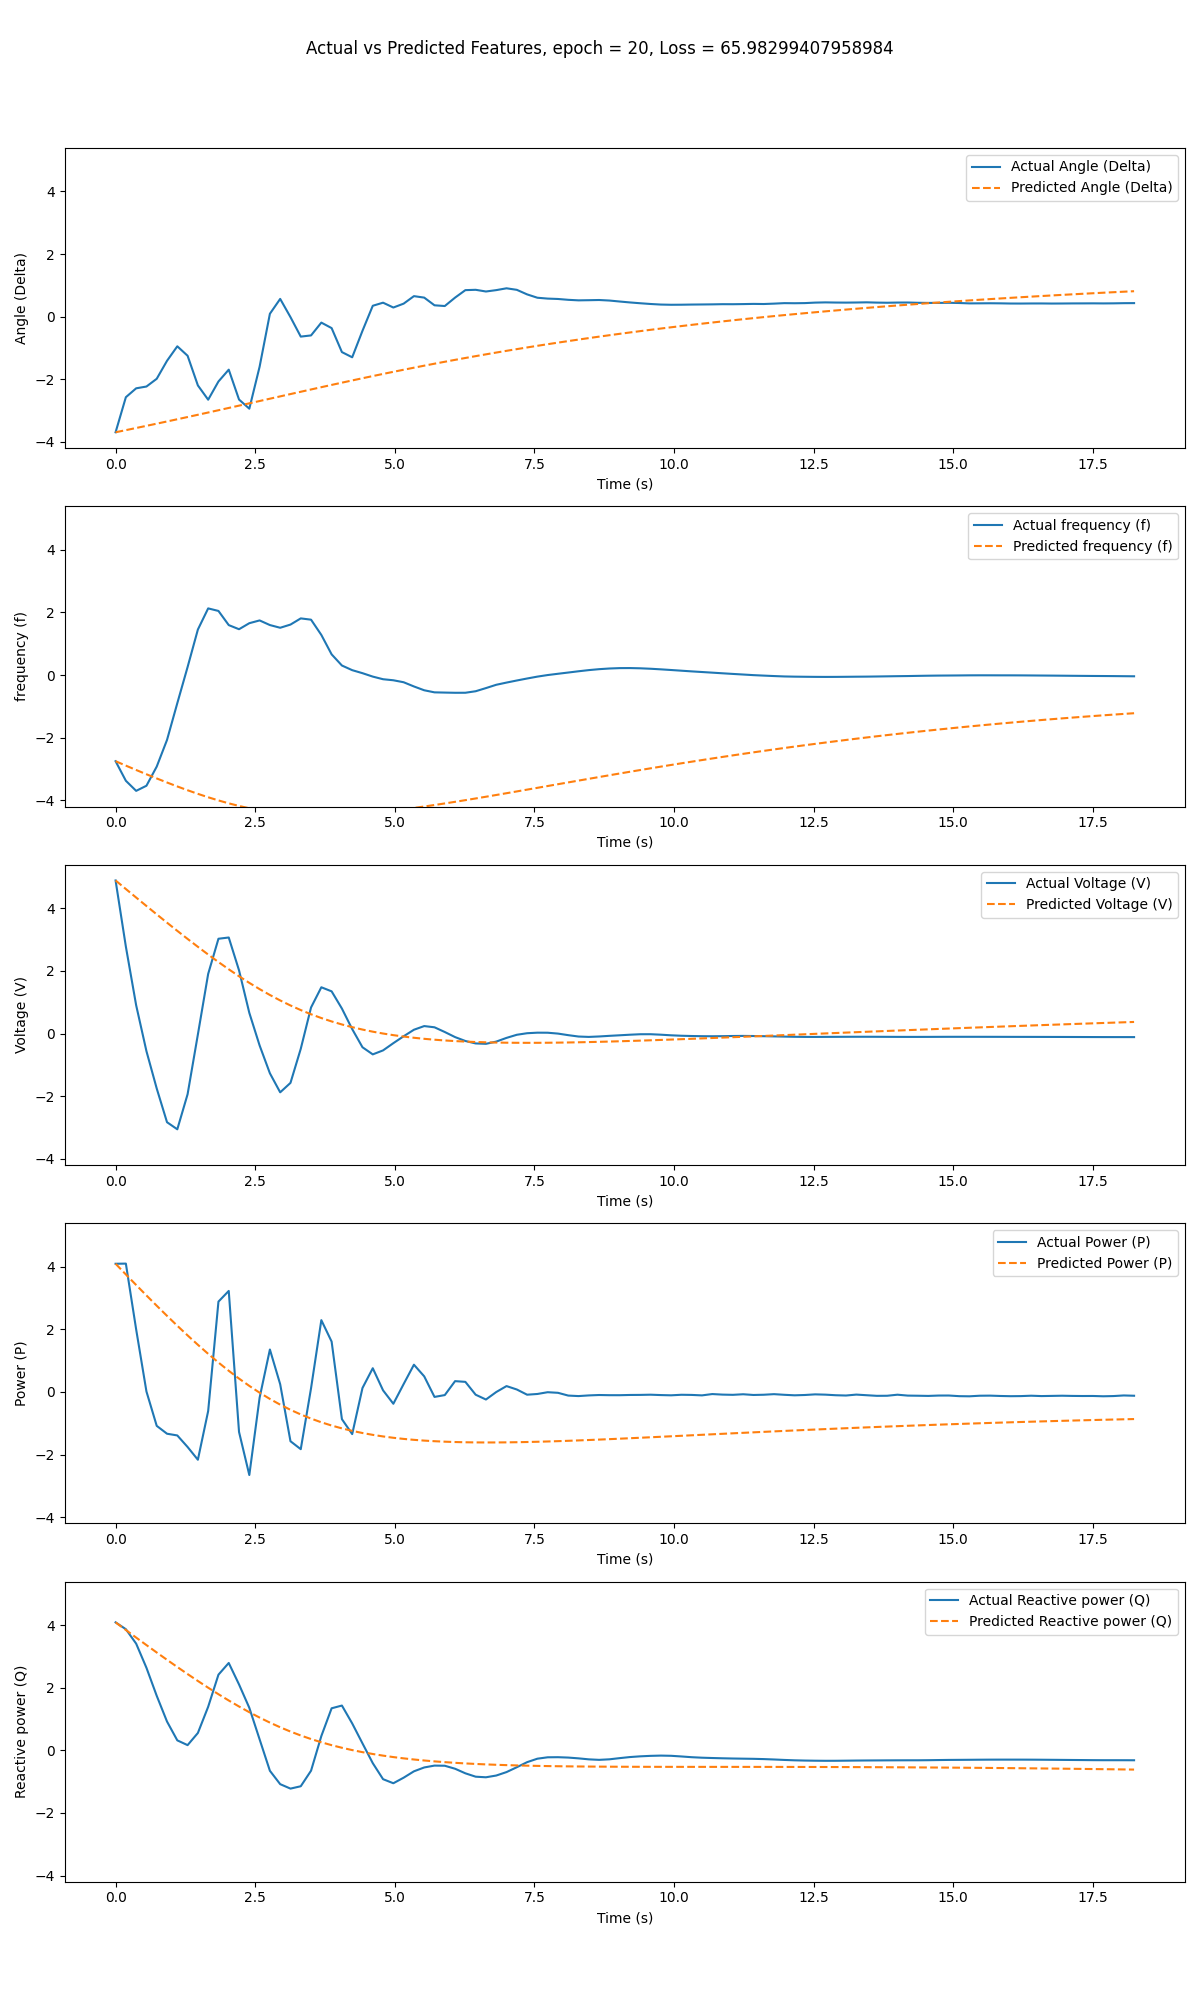 Actual vs Predicted Features, epoch = 20, Loss = 65.98299407958984
Actual Angle (Delta)
Predicted Angle (Delta)
4
2
0
−2
−4
Angle (Delta)
0.0 2.5 5.0 7.5 10.0 12.5 15.0 17.5
Time (s)
Actual frequency (f)
Predicted frequency (f)
4
2
0
−2
−4
frequency (f)
0.0 2.5 5.0 7.5 10.0 12.5 15.0 17.5
Time (s)
Actual Voltage (V)
Predicted Voltage (V)
4
2
0
−2
−4
Voltage (V)
0.0 2.5 5.0 7.5 10.0 12.5 15.0 17.5
Time (s)
Actual Power (P)
Predicted Power (P)
4
2
0
−2
−4
Power (P)
0.0 2.5 5.0 7.5 10.0 12.5 15.0 17.5
Time (s)
Actual Reactive power (Q)
Predicted Reactive power (Q)
4
2
0
−2
−4
Reactive power (Q)
0.0 2.5 5.0 7.5 10.0 12.5 15.0 17.5
Time (s)